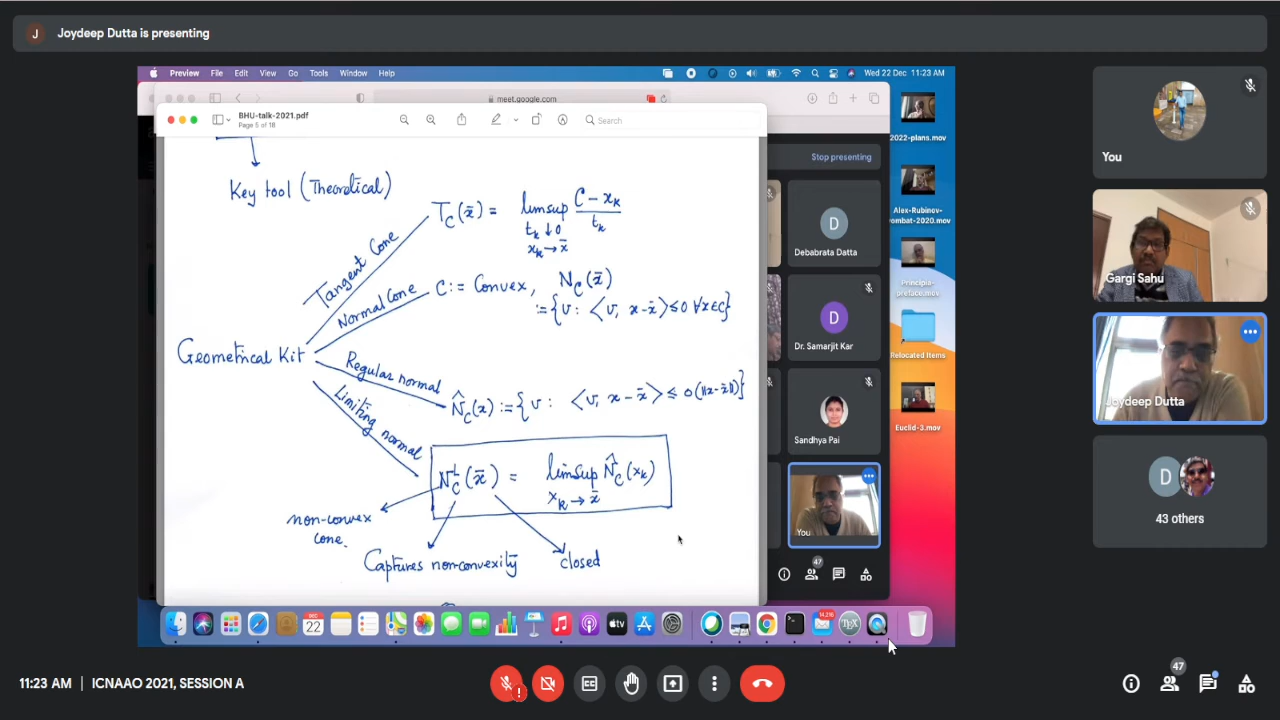 J Joydeep Dutta is presenting
Preview File Edit View Go Tools Window Help
Wed 22 Dec 11:23 AM
meet.google.com
BHU-talk-2021.pdf
Page 5 of 18
Search
Key tool (Theoretical)
Geometrical Kit
Tangent Cone
T_C(x̄) = limsup (C − x_k)/t_k
t_k ↓ 0
x_k → x̄
Normal Cone
C := Convex, N_C(x̄)
:= {v : <v, x − x̄> ≤ 0 ∀x∈C}
Regular normal
N̂_C(x) := {v : <v, x − x̄> ≤ o(||x − x̄||)}
Limiting normal
N^L_C(x̄) = limsup N̂_C(x_k)
x_k → x̄
non-convex
cone.
Captures non-convexity
closed
Stop presenting
D
Debabrata Datta
D
Dr. Samarjit Kar
Sandhya Pai
You
47
2022-plans.mov
Alex-Rubinov
Principia-
preface.mov
Relocated Items
Euclid-3.mov
DEC
22
tv
TEX
You
Gargi Sahu
Joydeep Dutta
D
43 others
11:23 AM | ICNAAO 2021, SESSION A
47